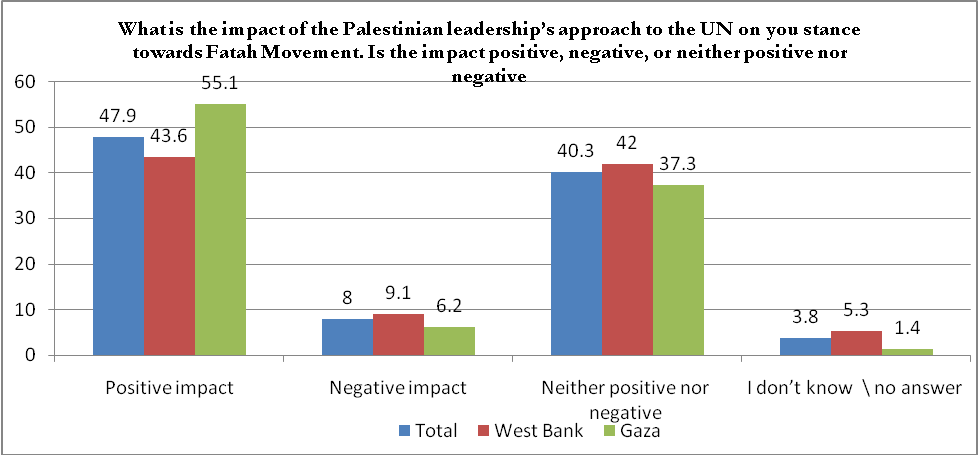 What is the impact of the Palestinian leadership's approach to the UN on you stance
towards Fatah Movement. Is the impact positive, negative, or neither positive nor
negative
60
50
40
30
20
10
0
47.9
43.6
55.1
8
9.1
6.2
40.3
42
37.3
3.8
5.3
1.4
Positive impact
Negative impact
Neither positive nor
negative
I don't know \ no answer
Total
West Bank
Gaza